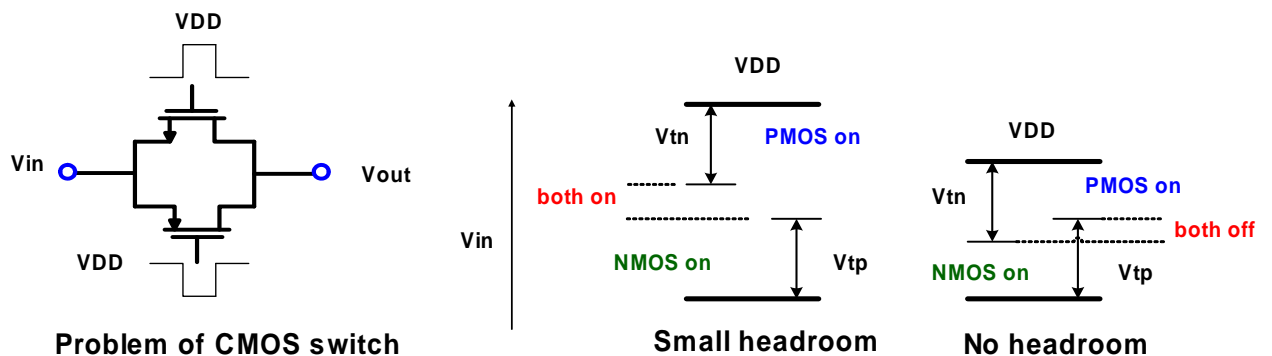 VDD
Vin
Vout
VDD
Problem of CMOS switch
Vin
VDD
Vtn
PMOS on
both on
NMOS on
Vtp
Small headroom
VDD
Vtn
PMOS on
both off
NMOS on
Vtp
No headroom